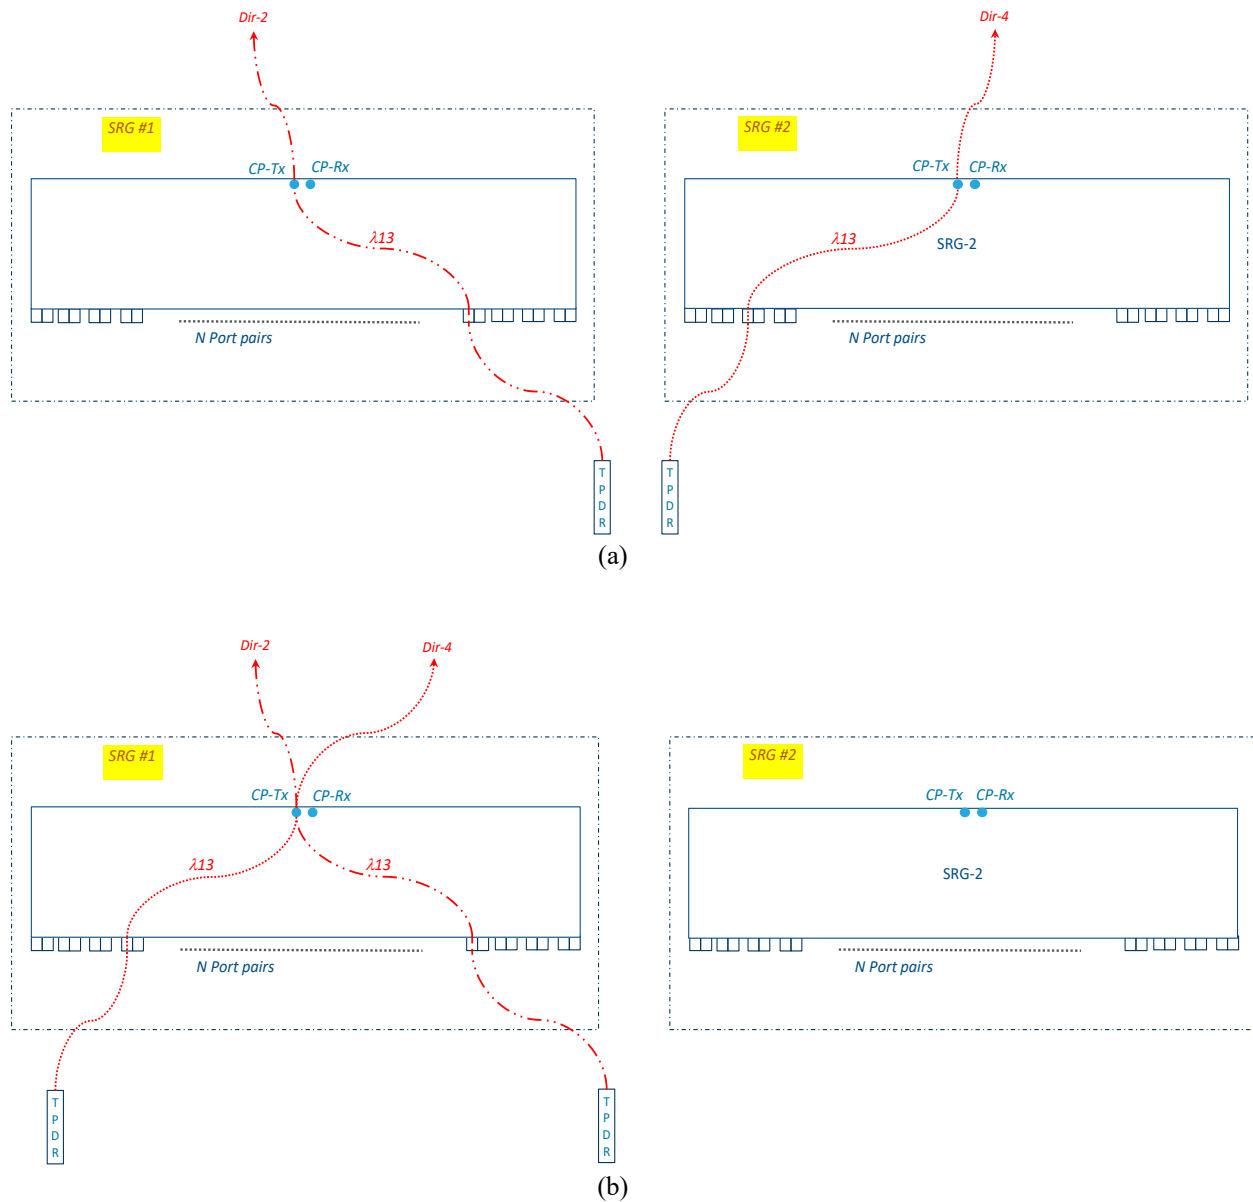 Dir-2
Dir-4
SRG #1
SRG #2
CP-Tx CP-Rx
CP-Tx CP-Rx
λ13
λ13
SRG-2
N Port pairs
N Port pairs
T
P
D
R
T
P
D
R
(a)
Dir-2
Dir-4
SRG #1
SRG #2
CP-Tx CP-Rx
CP-Tx CP-Rx
λ13
λ13
SRG-2
N Port pairs
N Port pairs
T
P
D
R
T
P
D
R
(b)